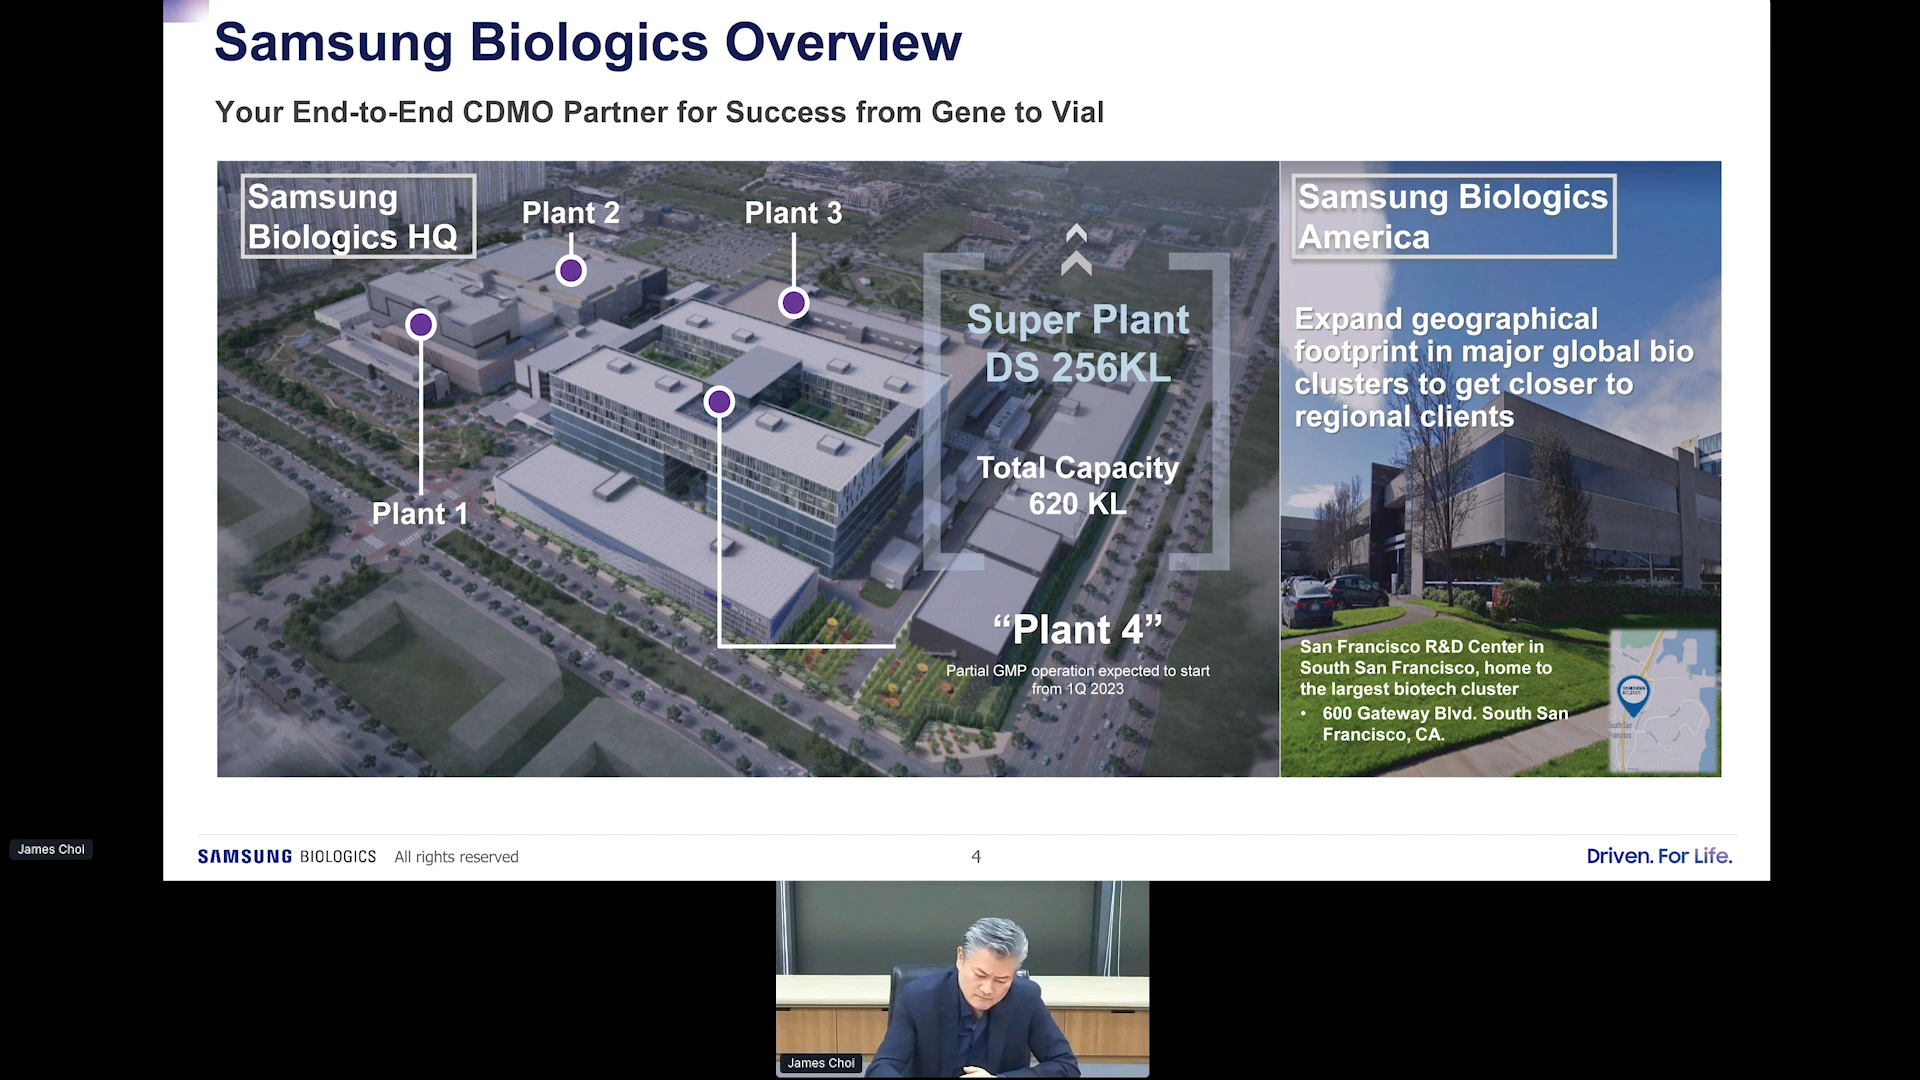 Samsung Biologics Overview
Your End-to-End CDMO Partner for Success from Gene to Vial
Samsung
Biologics HQ
Plant 2
Plant 3
Plant 1
Super Plant
DS 256KL
Total Capacity
620 KL
“Plant 4”
Partial GMP operation expected to start
from 1Q 2023
Samsung Biologics
America
Expand geographical
footprint in major global bio
clusters to get closer to
regional clients
San Francisco R&D Center in
South San Francisco, home to
the largest biotech cluster
• 600 Gateway Blvd. South San
Francisco, CA.
South San
Francisco
SAMSUNG BIOLOGICS All rights reserved
4
Driven. For Life.
James Choi
James Choi